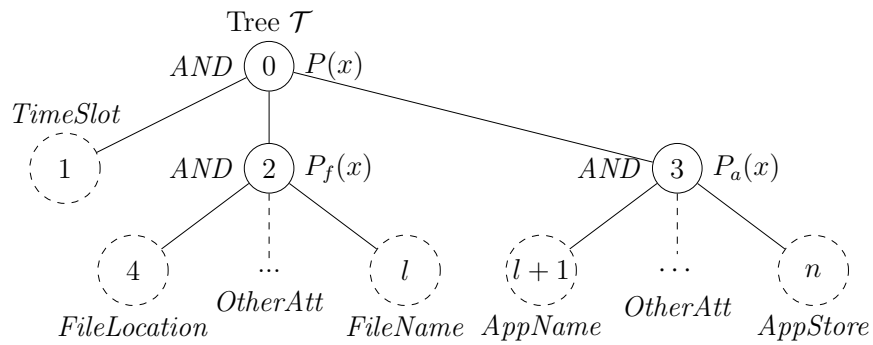 Tree 𝒯
AND 0 P(x)
TimeSlot
1 AND 2 P_f(x) AND 3 P_a(x)
4 ... l l + 1 ... n
OtherAtt OtherAtt
FileLocation FileName AppName AppStore